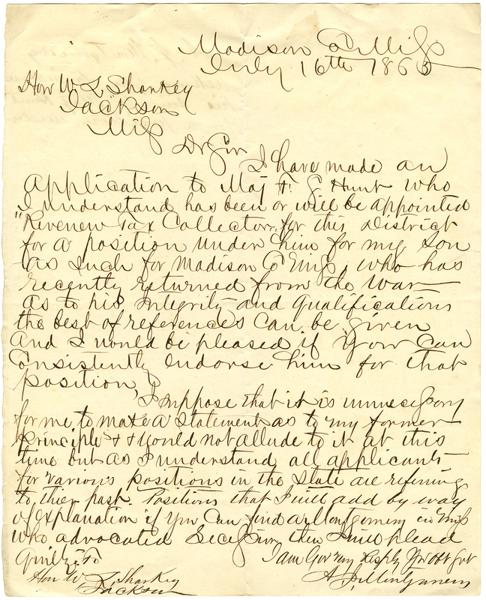 Madison Co Miss
July 16th 1865
Hon W L Sharkey
Jackson
Miss
Dr Sir
I have made an
application to Maj H. E Hunt who
I understand has been or will be appointed
"Revenew Tax Collector for this District
for a position under him for my Son
as Such for Madison Co Miss, who has
recently returned from the War
as to his integrity and qualifications
the best of references can be given
and I would be pleased if you can
consistently endorse him for that
position
I suppose that it is unnecessary
for me to make a Statement as to my former
Principles & would not allude to it at this
time but as I understand all applicants
for various positions in the State are refering
to their past Positions that I will add by way
of explanation if you can find a Montgomery in Miss
who advocated Secession then I will plead
Guilty to
I am Gov very Resply Yr Obt Svt
Hon W L Sharkey
Jackson